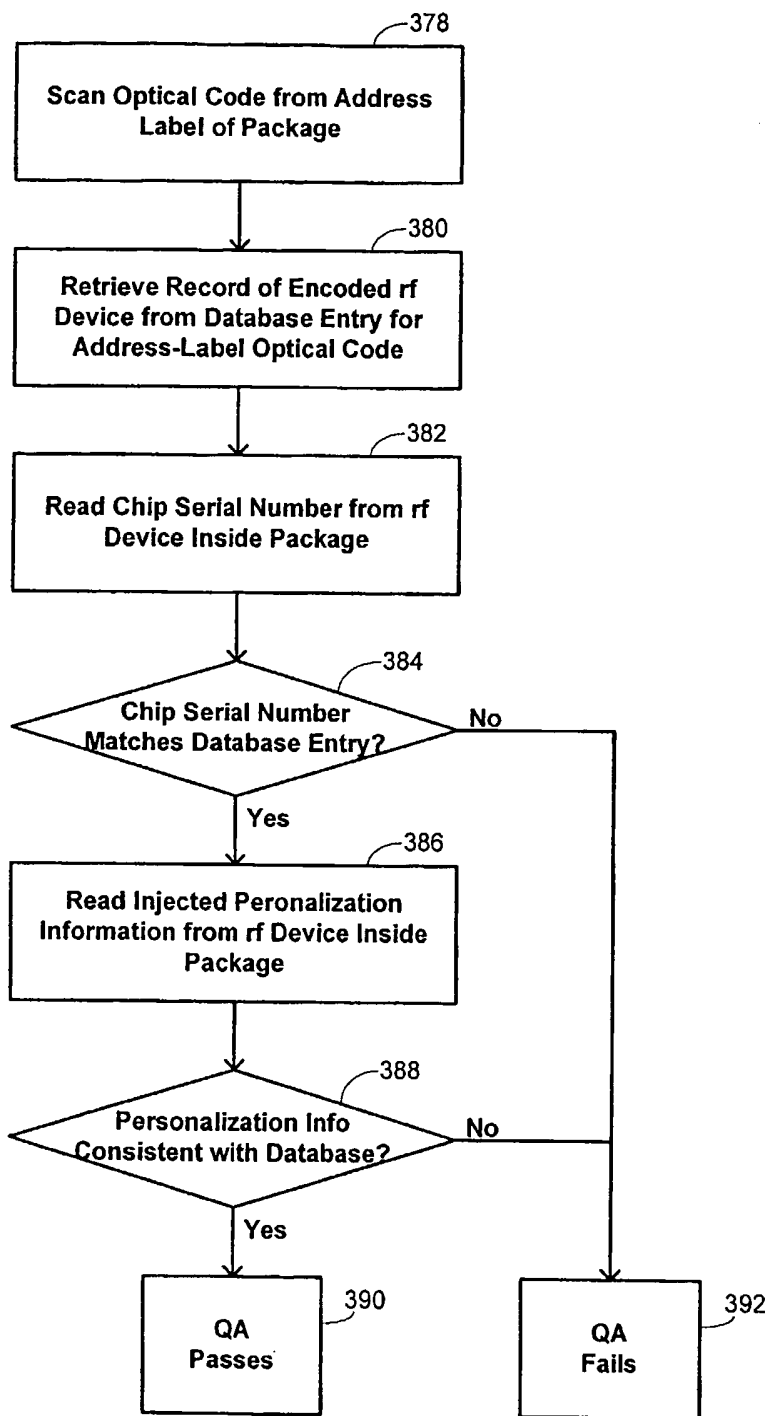 378
Scan Optical Code from Address
Label of Package
380
Retrieve Record of Encoded rf
Device from Database Entry for
Address-Label Optical Code
382
Read Chip Serial Number from rf
Device Inside Package
384
Chip Serial Number
Matches Database Entry?
No
Yes
386
Read Injected Peronalization
Information from rf Device Inside
Package
388
Personalization Info
Consistent with Database?
No
Yes
390
QA
Passes
392
QA
Fails